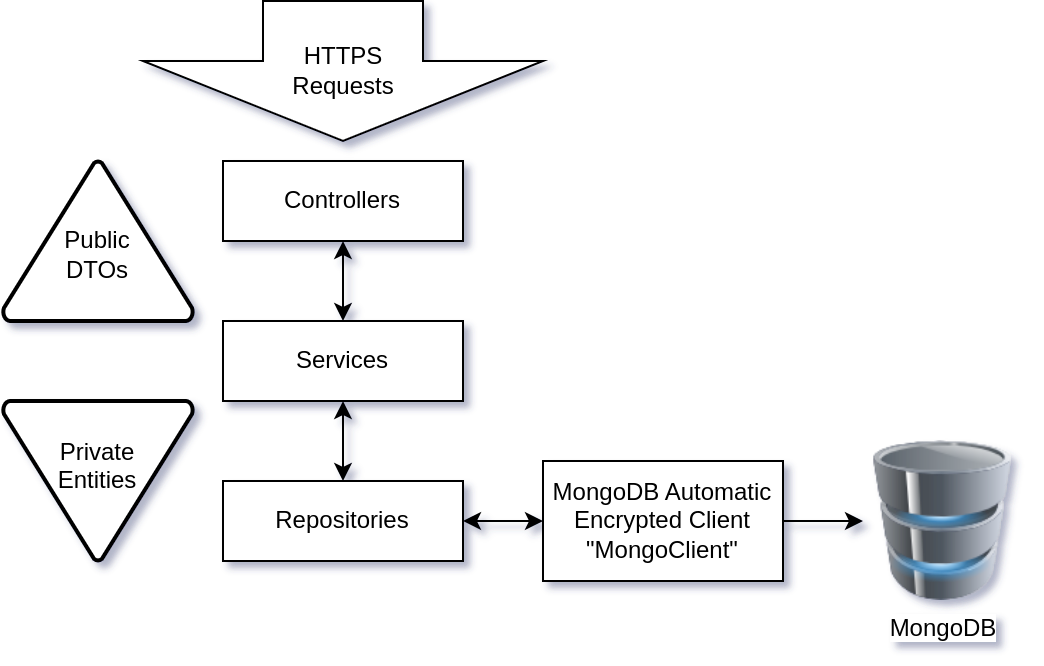 HTTPS
Requests
Controllers
Public
DTOs
Services
Private
Entities
Repositories
MongoDB Automatic
Encrypted Client
"MongoClient"
MongoDB